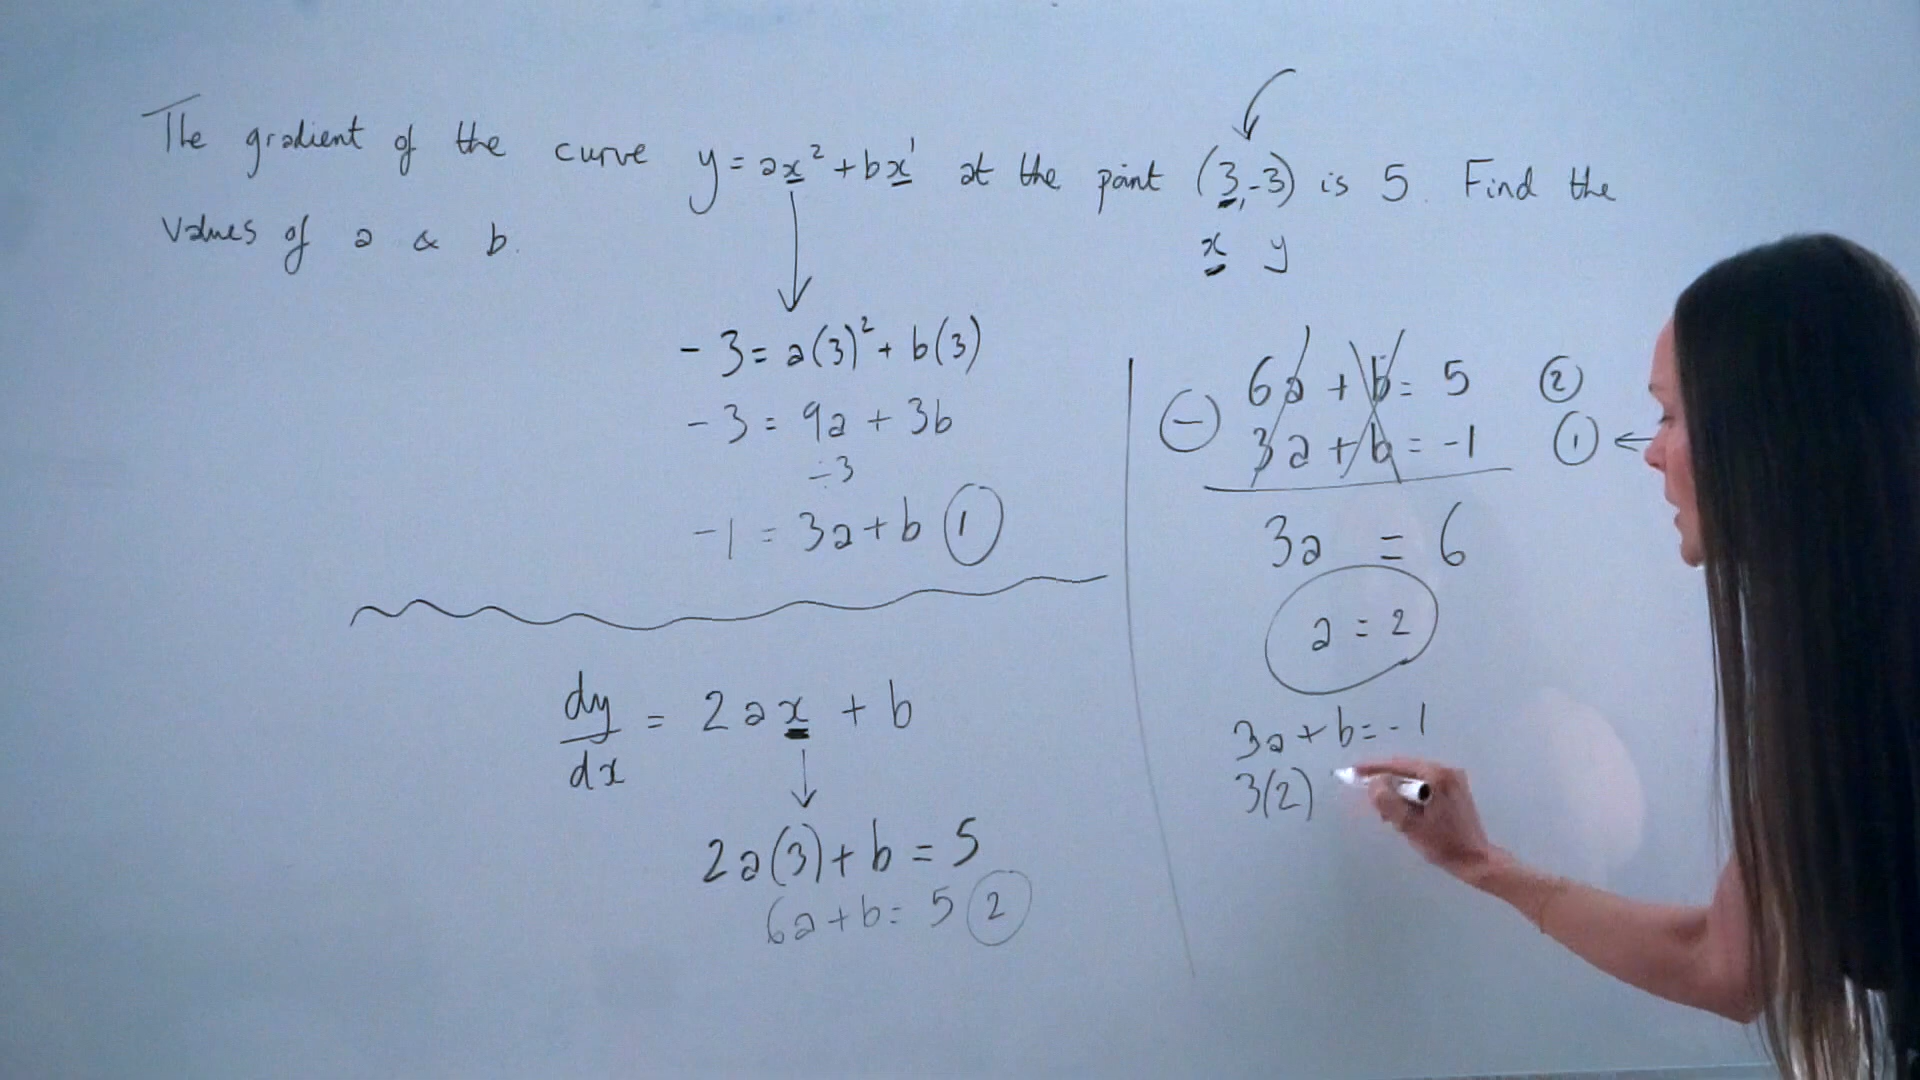 The gradient of the curve y = ax² + bx¹ at the point (3,-3) is 5. Find the
values of a & b.
x y
-3 = a(3)² + b(3)
-3 = 9a + 3b
÷3
-1 = 3a + b ①
dy/dx = 2ax + b
2a(3) + b = 5
6a + b = 5 ②
6a + b = 5 ②
⊖ 3a + b = -1 ① ←
3a = 6
a = 2
3a + b = -1
3(2)